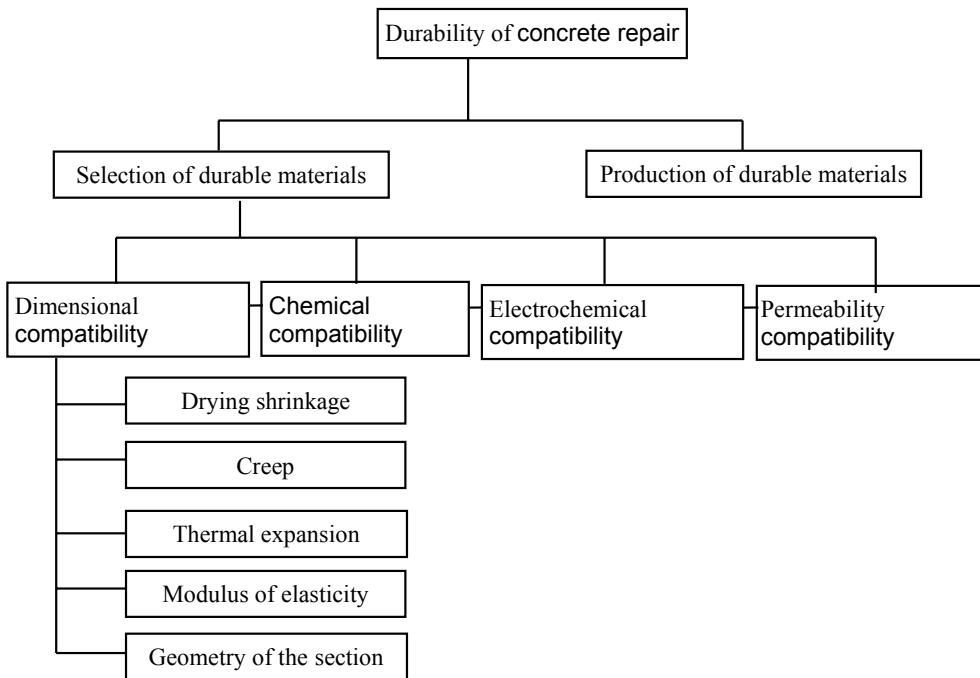 Durability of concrete repair
Selection of durable materials
Production of durable materials
Dimensional
compatibility
Chemical
compatibility
Electrochemical
compatibility
Permeability
compatibility
Drying shrinkage
Creep
Thermal expansion
Modulus of elasticity
Geometry of the section